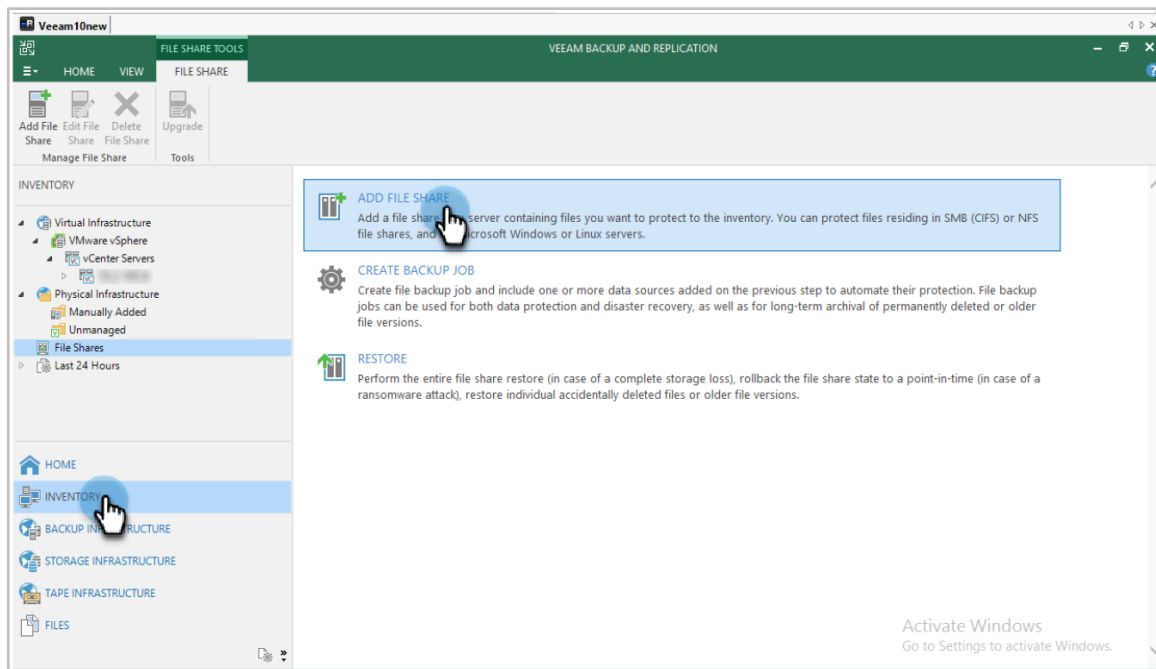 Veeam10new
FILE SHARE TOOLS
VEEAM BACKUP AND REPLICATION
HOME VIEW FILE SHARE
Add File Share
Edit File Share
Delete File Share
Upgrade
Manage File Share
Tools
INVENTORY
Virtual Infrastructure
VMware vSphere
vCenter Servers
Physical Infrastructure
Manually Added
Unmanaged
File Shares
Last 24 Hours
HOME
INVENTORY
BACKUP INFRASTRUCTURE
STORAGE INFRASTRUCTURE
TAPE INFRASTRUCTURE
FILES
ADD FILE SHARE
Add a file share server containing files you want to protect to the inventory. You can protect files residing in SMB (CIFS) or NFS
file shares, and Microsoft Windows or Linux servers.
CREATE BACKUP JOB
Create file backup job and include one or more data sources added on the previous step to automate their protection. File backup
jobs can be used for both data protection and disaster recovery, as well as for long-term archival of permanently deleted or older
file versions.
RESTORE
Perform the entire file share restore (in case of a complete storage loss), rollback the file share state to a point-in-time (in case of a
ransomware attack), restore individual accidentally deleted files or older file versions.
Activate Windows
Go to Settings to activate Windows.